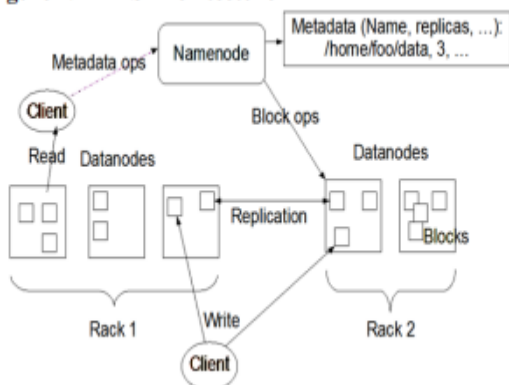 Metadata (Name, replicas, ...):
/home/foo/data, 3, ...
Namenode
Metadata ops
Client
Block ops
Read
Datanodes
Datanodes
Replication
Blocks
Rack 1
Write
Rack 2
Client